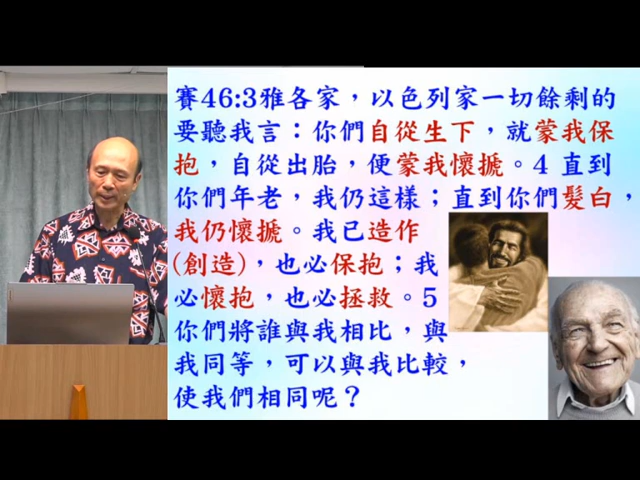 賽46:3雅各家，以色列家一切餘剩的
要聽我言：你們自從生下，就蒙我保
抱，自從出胎，便蒙我懷搋。4 直到
你們年老，我仍這樣；直到你們髮白，
我仍懷搋。我已造作
(創造)，也必保抱；我
必懷抱，也必拯救。5
你們將誰與我相比，與
我同等，可以與我比較，
使我們相同呢？